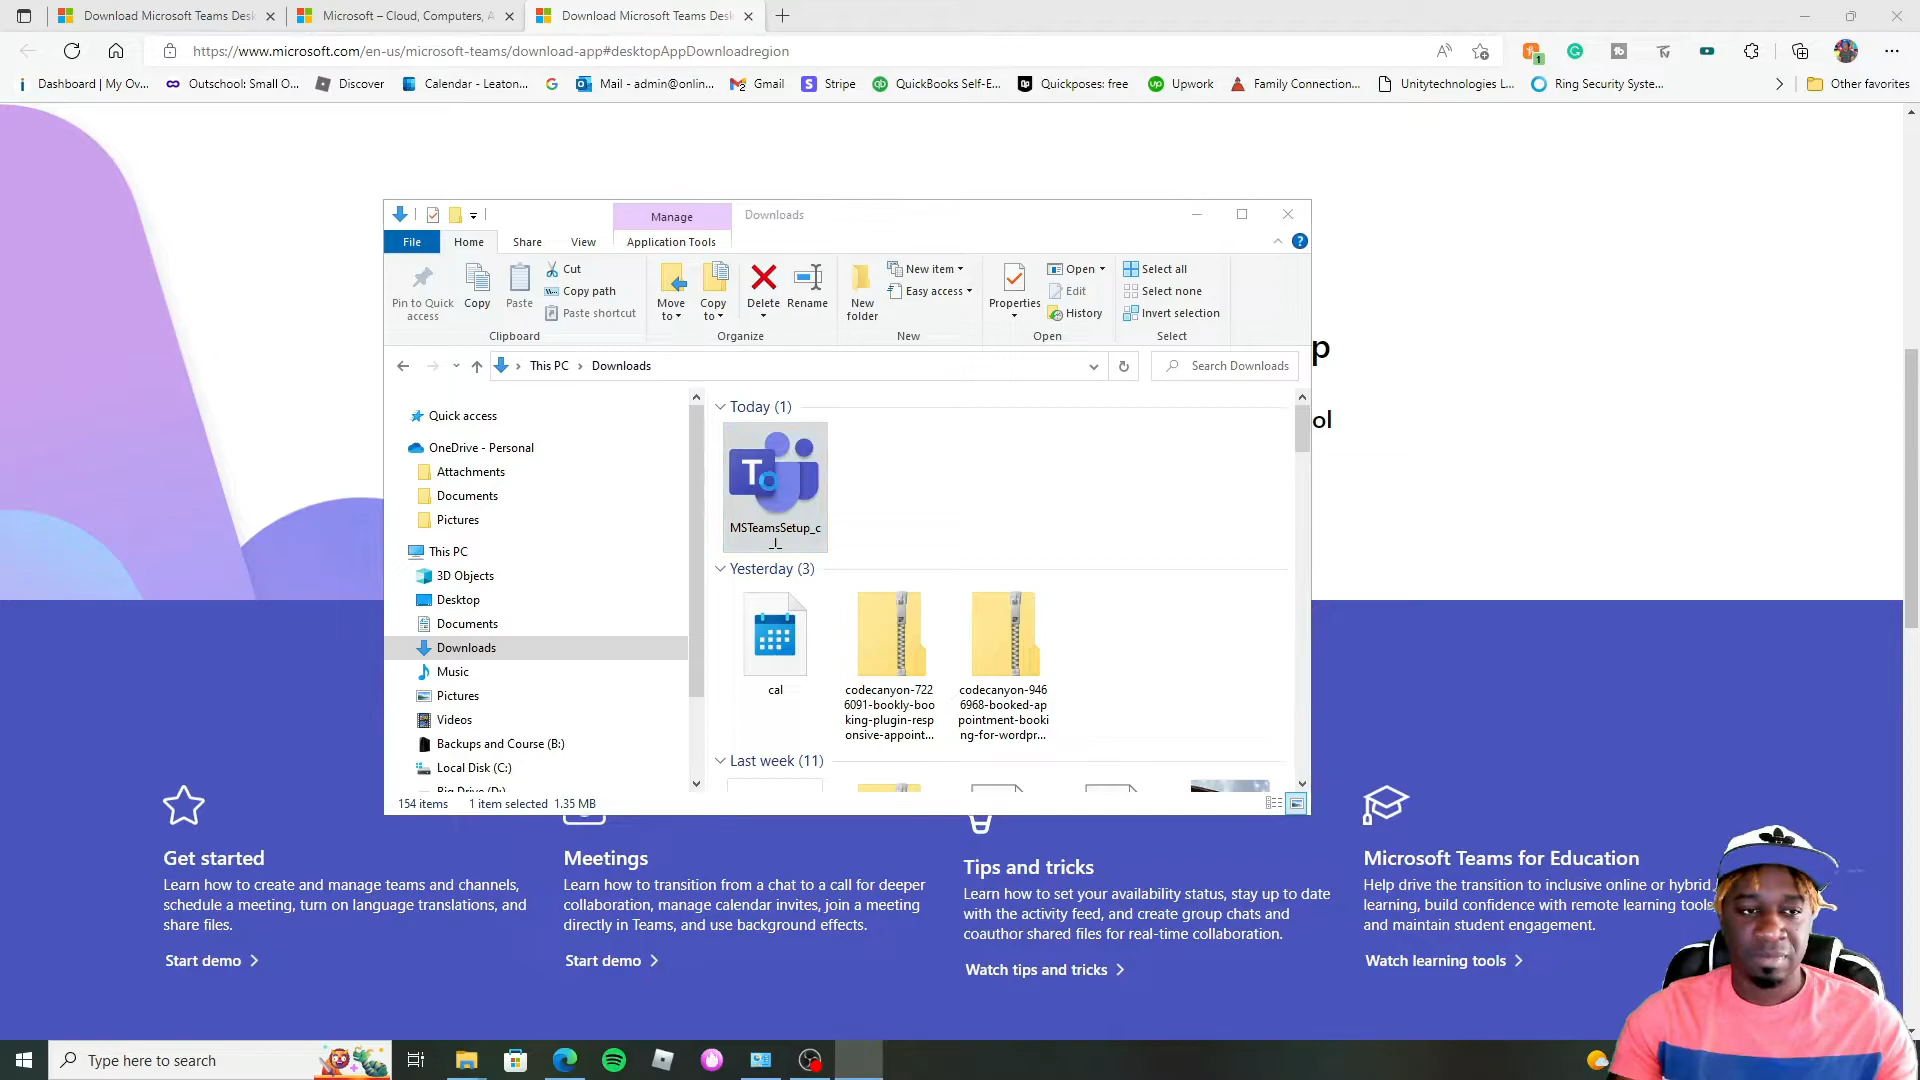 Download Microsoft Teams Desk
Microsoft – Cloud, Computers, A
Download Microsoft Teams Desk
https://www.microsoft.com/en-us/microsoft-teams/download-app#desktopAppDownloadregion
Dashboard | My Ov...
Outschool: Small O...
Discover
Calendar - Leaton...
Mail - admin@onlin...
Gmail
Stripe
QuickBooks Self-E...
Quickposes: free
Upwork
Family Connection...
Unitytechnologies L...
Ring Security Syste...
Other favorites
Manage
Downloads
File
Home
Share
View
Application Tools
Pin to Quick
access
Copy
Paste
Cut
Copy path
Paste shortcut
Clipboard
Move
to
Copy
to
Delete
Rename
Organize
New
folder
New item
Easy access
New
Properties
Open
Edit
History
Open
Select all
Select none
Invert selection
Select
This PC
Downloads
Search Downloads
p
ol
Quick access
OneDrive - Personal
Attachments
Documents
Pictures
This PC
3D Objects
Desktop
Documents
Downloads
Music
Pictures
Videos
Backups and Course (B:)
Local Disk (C:)
Big Drive (D:)
Today (1)
MSTeamsSetup_c
_l_
Yesterday (3)
cal
codecanyon-722
6091-bookly-boo
king-plugin-resp
onsive-appoint...
codecanyon-946
6968-booked-ap
pointment-booki
ng-for-wordpr...
Last week (11)
154 items
1 item selected 1.35 MB
Get started
Learn how to create and manage teams and channels,
schedule a meeting, turn on language translations, and
share files.
Start demo
Meetings
Learn how to transition from a chat to a call for deeper
collaboration, manage calendar invites, join a meeting
directly in Teams, and use background effects.
Start demo
Tips and tricks
Learn how to set your availability status, stay up to date
with the activity feed, and create group chats and
coauthor shared files for real-time collaboration.
Watch tips and tricks
Microsoft Teams for Education
Help drive the transition to inclusive online or hybrid
learning, build confidence with remote learning tools
and maintain student engagement.
Watch learning tools
Type here to search